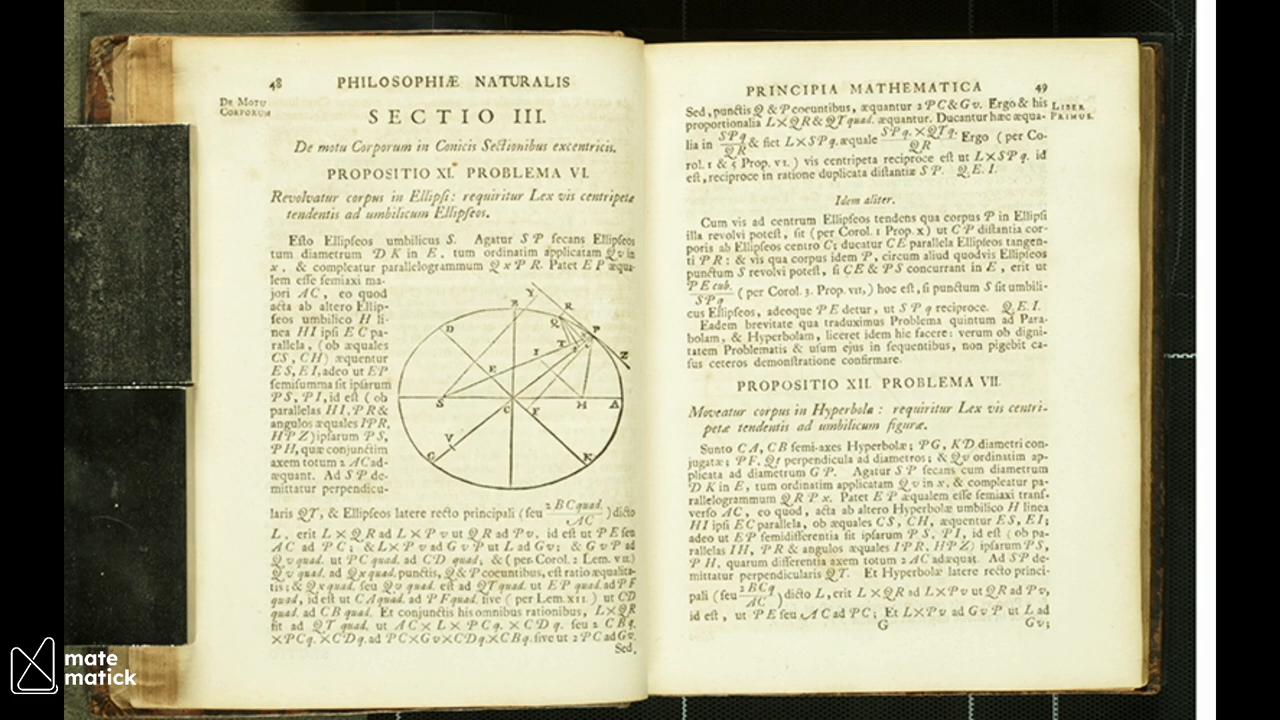 48 PHILOSOPHIÆ NATURALIS
De Motu
Corporum
SECTIO III.
De motu Corporum in Conicis Sectionibus excentricis.
PROPOSITIO XI. PROBLEMA VI.
Revolvatur corpus in Ellipsi: requiritur Lex vis centripetæ
tendentis ad umbilicum Ellipseos.
Esto Ellipseos umbilicus S. Agatur SP secans Ellipseos
tum diametrum DK in E, tum ordinatim applicatam Qv in
x, & compleatur parallelogrammum QxPR. Patet EP æqua-
lem esse semiaxi ma-
jori AC, eo quod
acta ab altero Ellip-
seos umbilico H li-
nea HI ipsi EC pa-
rallela, (ob æquales
CS, CH) æquentur
ES, EI, adeo ut EP
semisumma sit ipsarum
PS, PI, id est (ob
parallelas HI, PR &
angulos æquales IPR,
HPZ) ipsarum PS,
PH, quæ conjunctim
axem totum 2AC ad-
æquant. Ad SP de-
mittatur perpendicu-
Y
B
R
Q
P
D
T
I
Z
E
S
C
F
H
A
V
G
K
laris QT, & Ellipseos latere recto principali (seu 2BCquad./AC) dicto
L, erit L×QR ad L×Pv ut QR ad Pv, id est ut PE seu
AC ad PC; & L×Pv ad GvP ut L ad Gv; & GvP ad
Qv quad. ut PC quad. ad CD quad; & (per Corol. 2 Lem. VII)
Qv quad. ad Qx quad. punctis, Q & P coeuntibus, est ratio æqualita-
tis; & Qx quad. seu Qv quad. est ad QT quad. ut EP quad. ad PF
quad, id est ut CA quad. ad PF quad. sive (per Lem. XII.) ut CD
quad. ad CB quad. Et conjunctis his omnibus rationibus, L×QR
fit ad QT quad. ut AC×L×PCq.×CDq. seu 2CBq.
×PCq.×CDq. ad PC×Gv×CDq×CBq. sive ut 2PC ad Gv.
Sed,
PRINCIPIA MATHEMATICA 49
Liber
Primus.
Sed, punctis Q & P coeuntibus, æquantur 2PC & Gv. Ergo & his
proportionalia L×QR & QT quad. æquantur. Ducantur hæc æqua-
lia in SPq/QR & fiet L×SPq. æquale SPq.×QTq./QR Ergo (per Co-
rol. 1 & 5 Prop. VI.) vis centripeta reciproce est ut L×SPq. id
est, reciproce in ratione duplicata distantiæ SP. Q.E.I.
Idem aliter.
Cum vis ad centrum Ellipseos tendens qua corpus P in Ellipsi
illa revolvi potest, sit (per Corol. 1 Prop. X) ut CP distantia cor-
poris ab Ellipseos centro C; ducatur CE parallela Ellipseos tangen-
ti PR: & vis qua corpus idem P, circum aliud quodvis Ellipseos
punctum S revolvi potest, si CE & PS concurrant in E, erit ut
PE cub./SPq (per Corol. 3. Prop. VII,) hoc est, si punctum S sit umbili-
cus Ellipseos, adeoque PE detur, ut SPq reciproce. Q.E.I.
Eadem brevitate qua traduximus Problema quintum ad Para-
bolam, & Hyperbolam, liceret idem hic facere: verum ob digni-
tatem Problematis & usum ejus in sequentibus, non pigebit ca-
sus ceteros demonstratione confirmare.
PROPOSITIO XII. PROBLEMA VII.
Moveatur corpus in Hyperbola: requiritur Lex vis centri-
petæ tendentis ad umbilicum figuræ.
Sunto CA, CB semi-axes Hyperbolæ; PG, KD diametri con-
jugatæ; PF, Qt perpendicula ad diametros; & Qv ordinatim ap-
plicata ad diametrum GP. Agatur SP secans cum diametrum
DK in E, tum ordinatim applicatam Qv in x, & compleatur pa-
rallelogrammum QRPx. Patet EP æqualem esse semiaxi transf-
verso AC, eo quod, acta ab altero Hyperbolæ umbilico H linea
HI ipsi EC parallela, ob æquales CS, CH, æquentur ES, EI;
adeo ut EP semidifferentia sit ipsarum PS, PI, id est (ob pa-
rallelas IH, PR & angulos æquales IPR, HPZ) ipsarum PS,
PH, quarum differentia axem totum 2AC adæquat. Ad SP de-
mittatur perpendicularis QT. Et Hyperbolæ latere recto princi-
pali (seu 2BCq/AC) dicto L, erit L×QR ad L×Pv ut QR ad Pv,
id est, ut PE seu AC ad PC; Et L×Pv ad GvP ut L ad
G Gv;
mate
matick